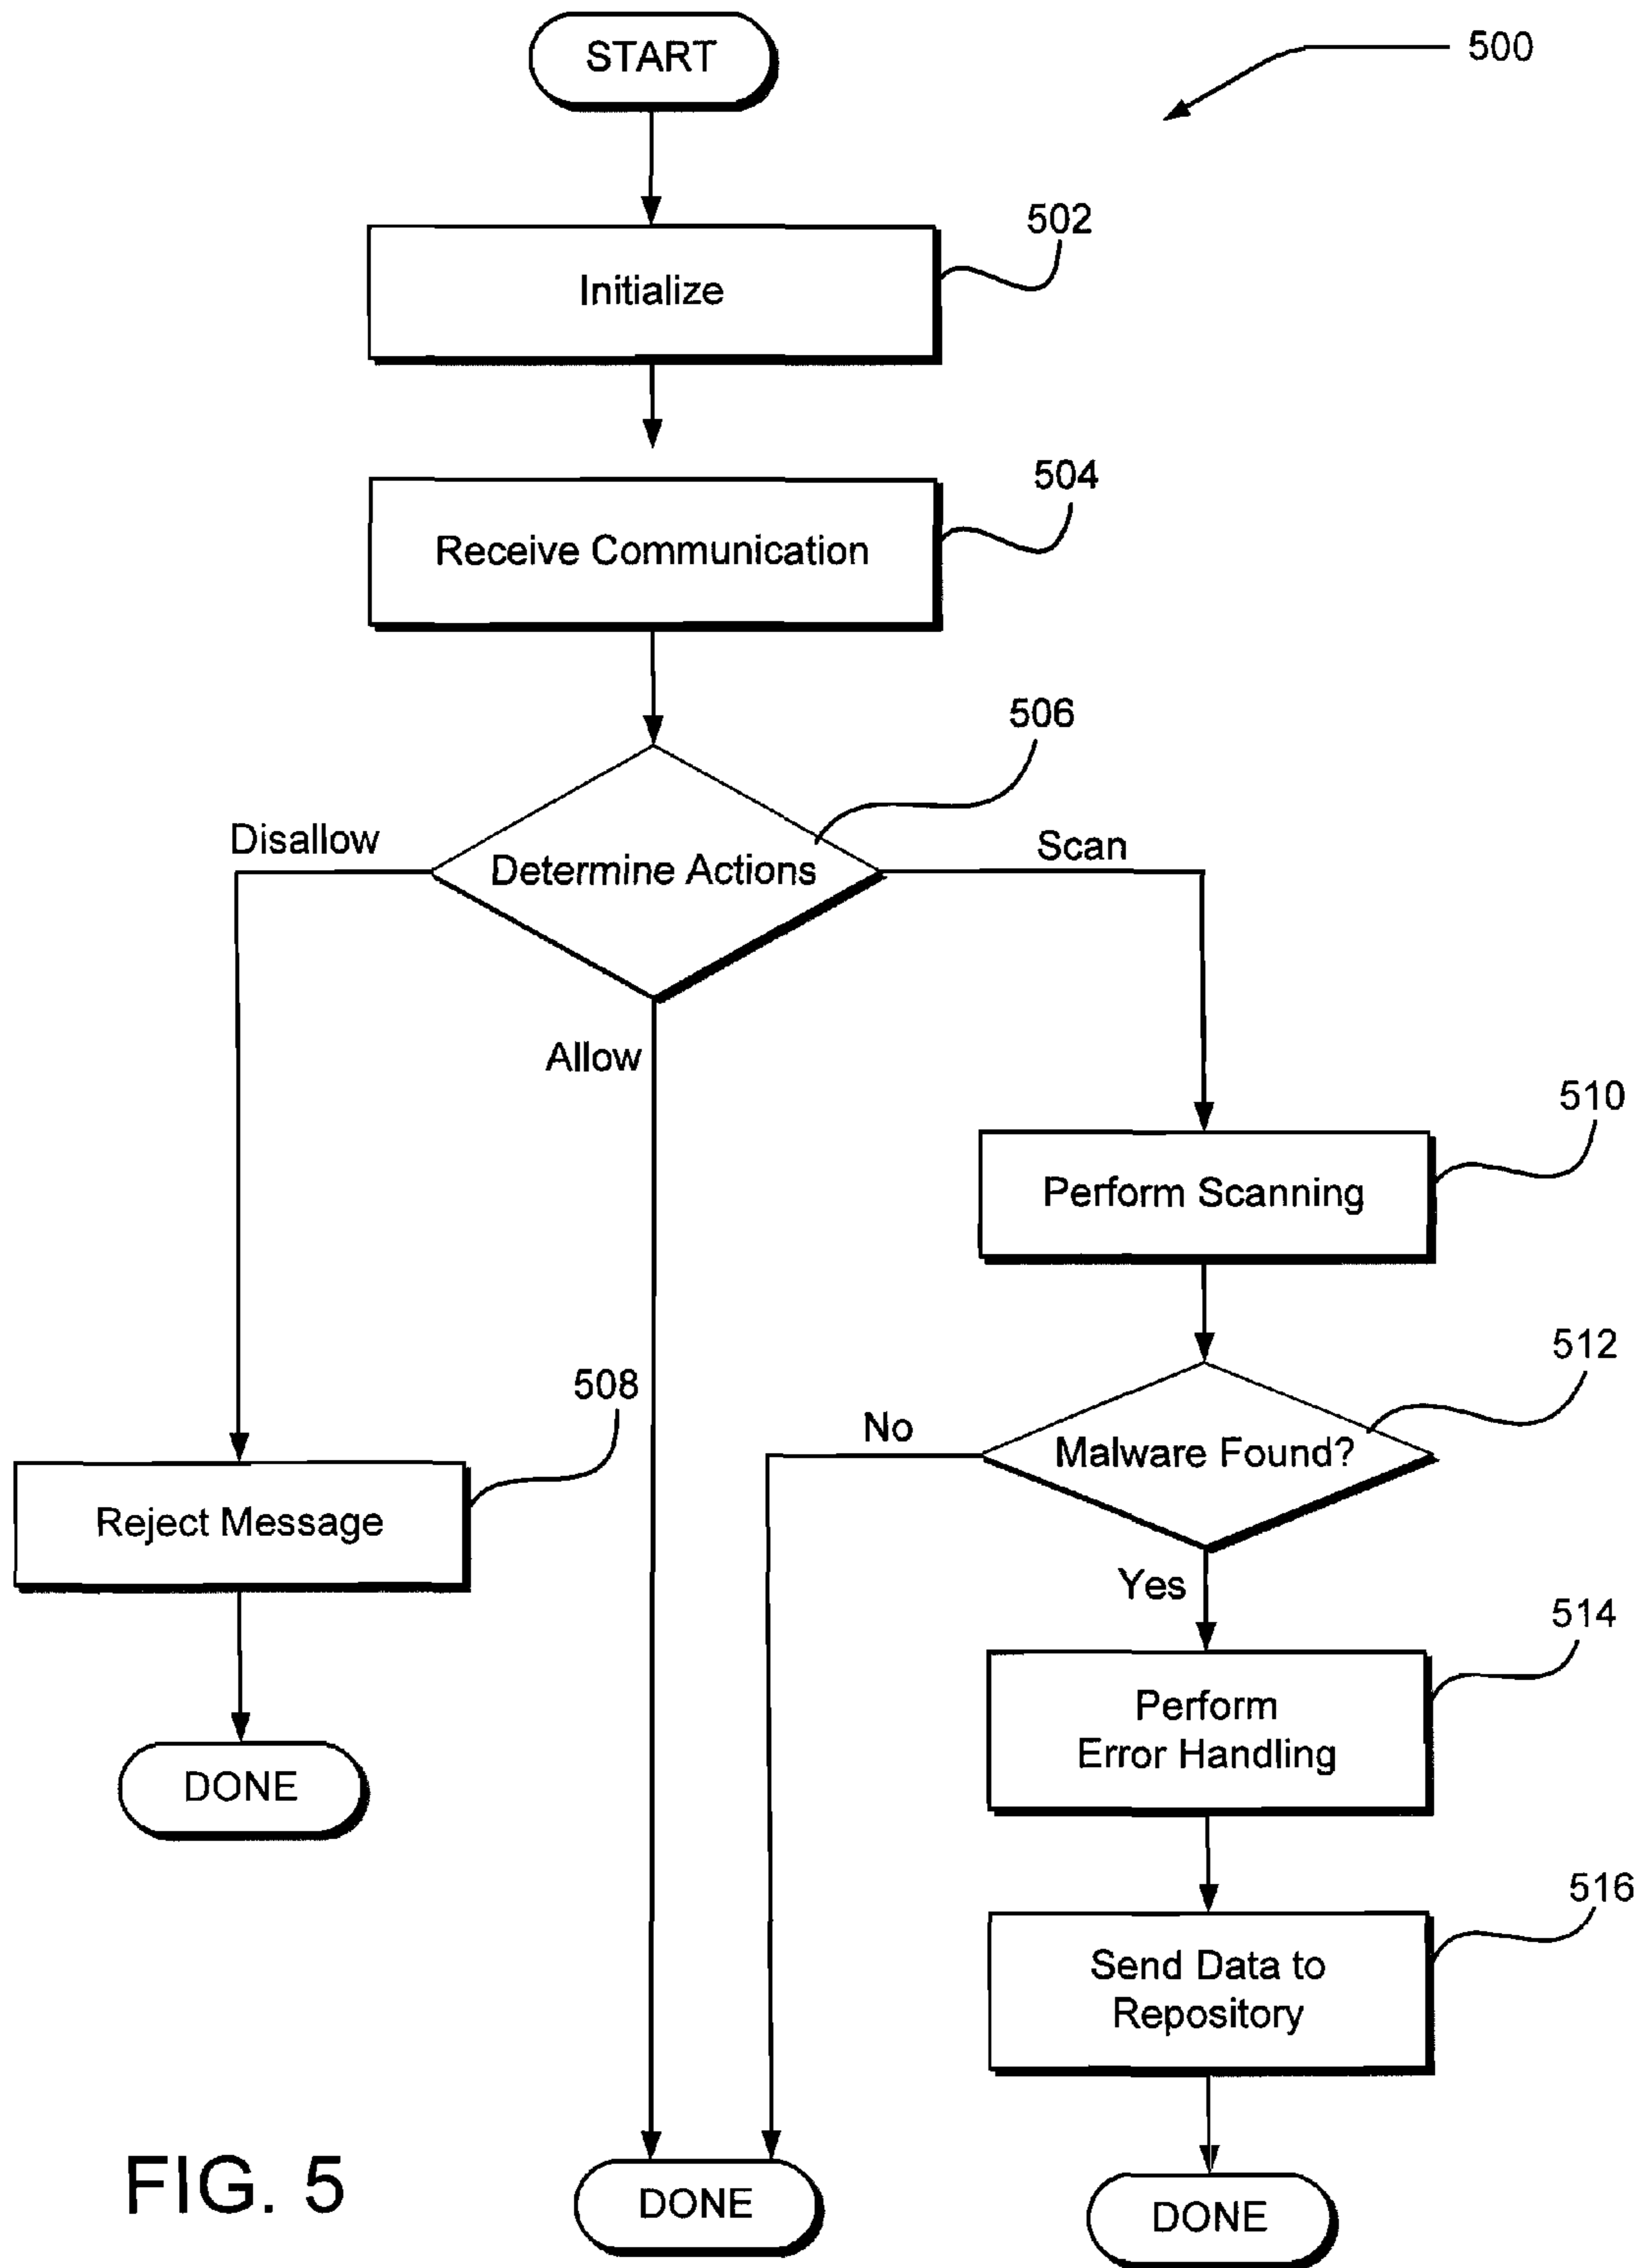 START
500
502
Initialize
504
Receive Communication
506
Disallow
Scan
Determine Actions
Allow
510
Perform Scanning
512
508
No
Malware Found?
Reject Message
Yes
514
Perform
Error Handling
DONE
516
Send Data to
Repository
FIG. 5
DONE
DONE